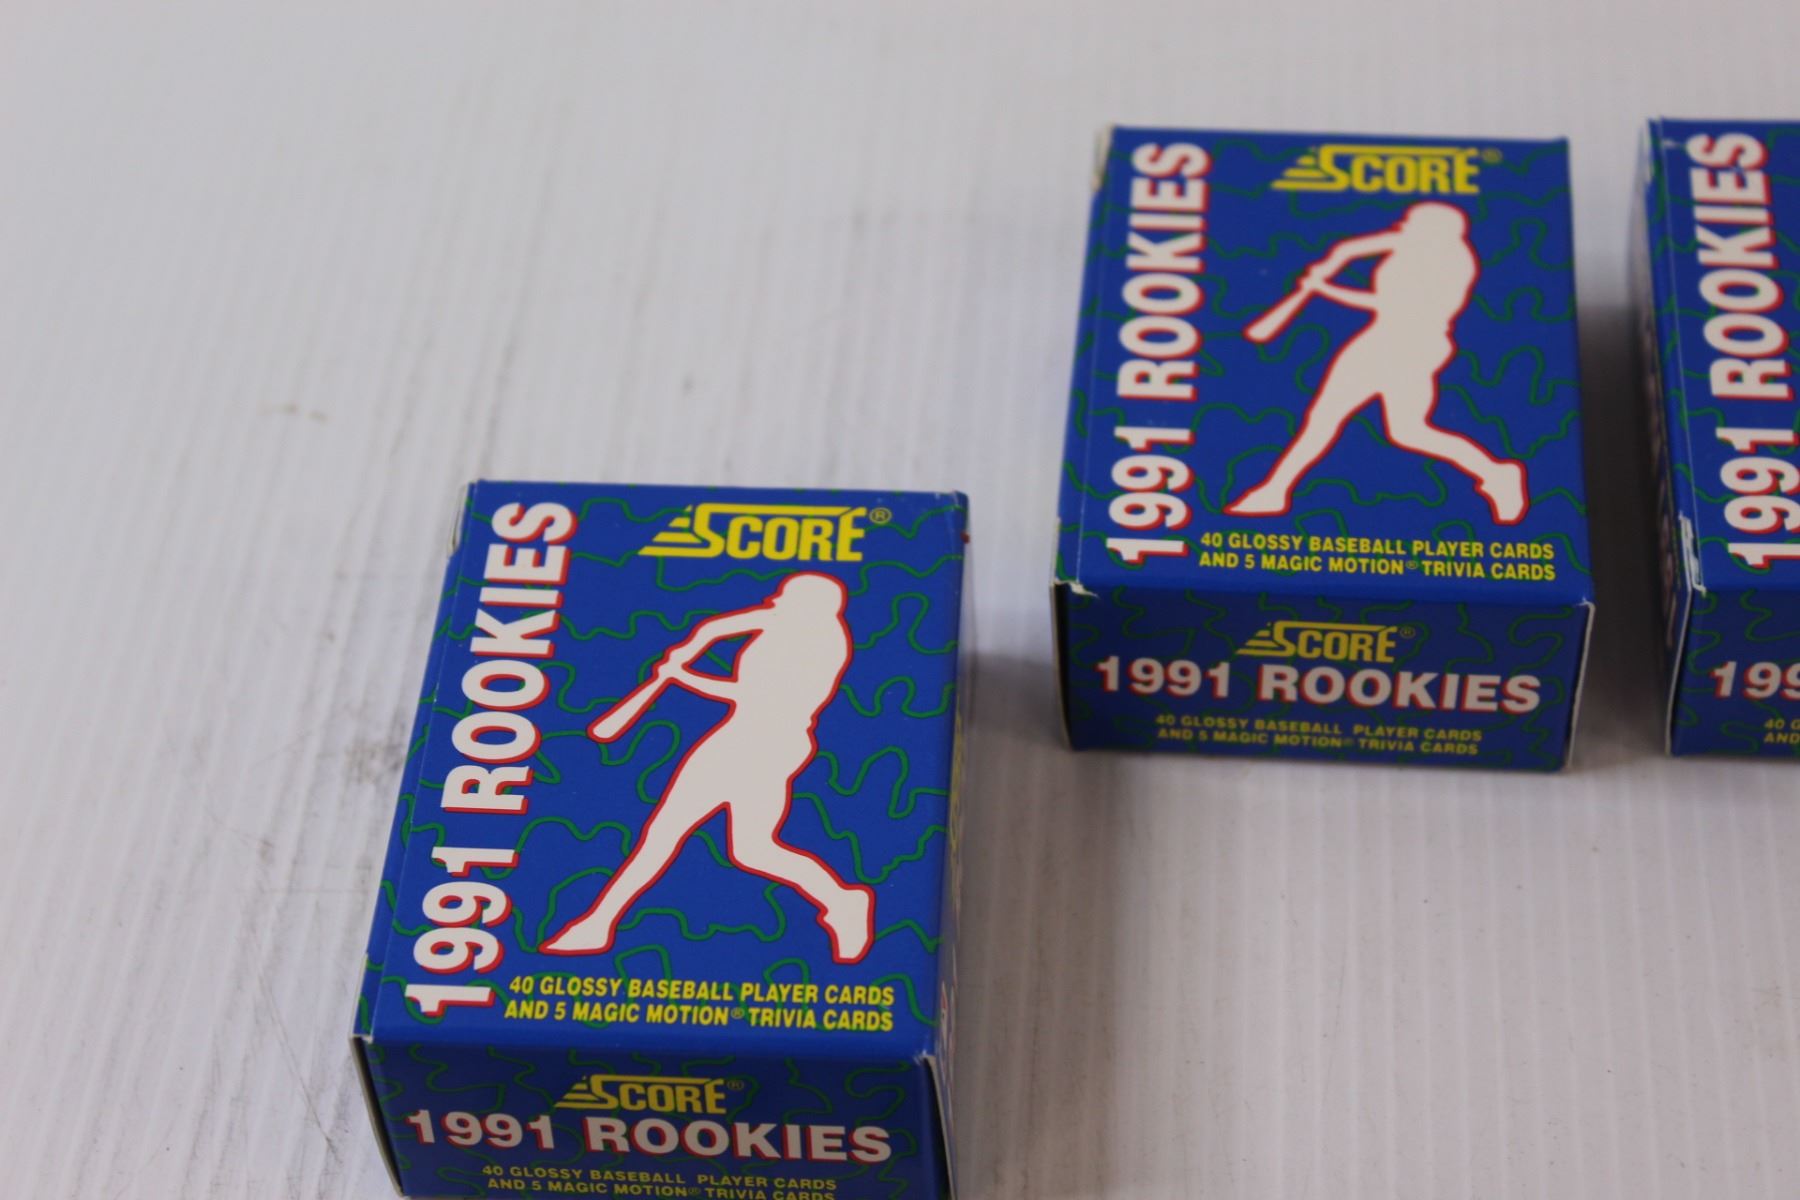 SCORE®
1991 ROOKIES
40 GLOSSY BASEBALL PLAYER CARDS
AND 5 MAGIC MOTION® TRIVIA CARDS
SCORE®
1991 ROOKIES
40 GLOSSY BASEBALL PLAYER CARDS
AND 5 MAGIC MOTION® TRIVIA CARDS
SCORE®
1991 ROOKIES
40 GLOSSY BASEBALL PLAYER CARDS
AND 5 MAGIC MOTION® TRIVIA CARDS
SCORE®
1991 ROOKIES
40 GLOSSY BASEBALL PLAYER CARDS
AND 5 MAGIC MOTION® TRIVIA CARDS
1991 ROOKIES
199
40 G
AND